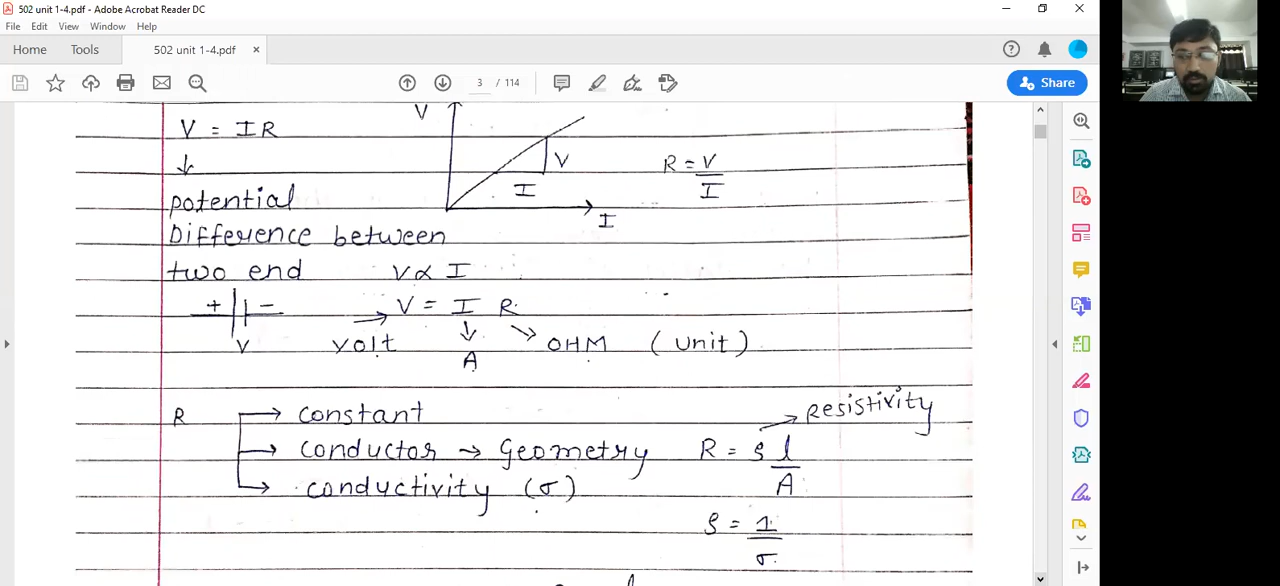 502 unit 1-4.pdf - Adobe Acrobat Reader DC
File Edit View Window Help
Home Tools 502 unit 1-4.pdf ×
3 / 114 Share
V = IR
V
I
V
I
R = V/I
potential
Difference between
two end V∝ I
+ - V = I R
V volt A OHM (unit)
R constant Resistivity
conductor → Geometry R = ρ l/A
conductivity (σ)
ρ = 1/σ